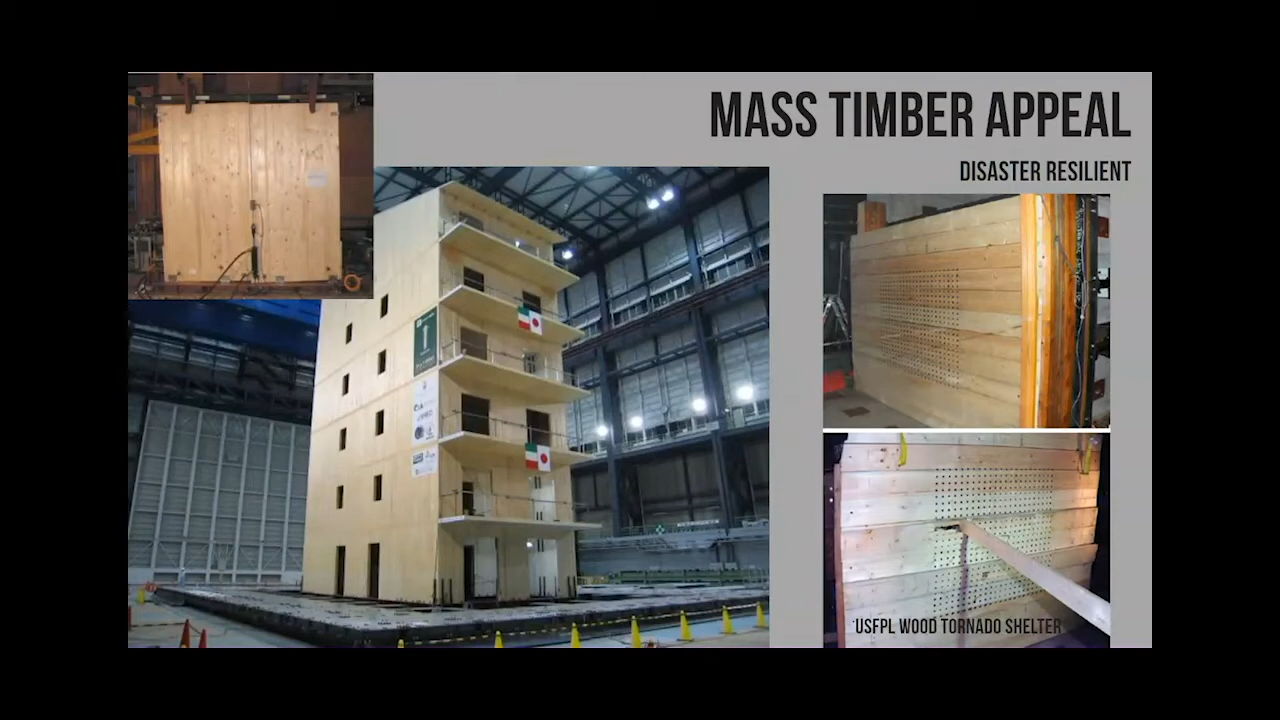 MASS TIMBER APPEAL
DISASTER RESILIENT
USFPL WOOD TORNADO SHELTER